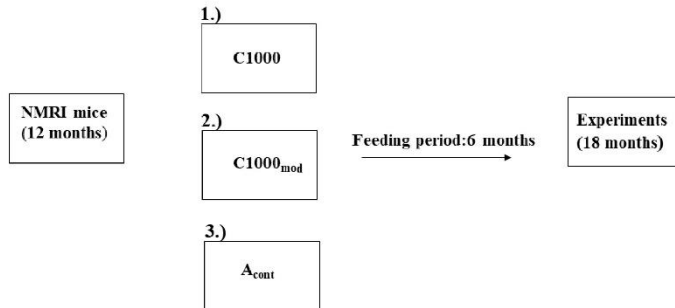 1.)
C1000
NMRI mice
(12 months)
2.)
C1000mod
Feeding period:6 months
Experiments
(18 months)
3.)
Acont